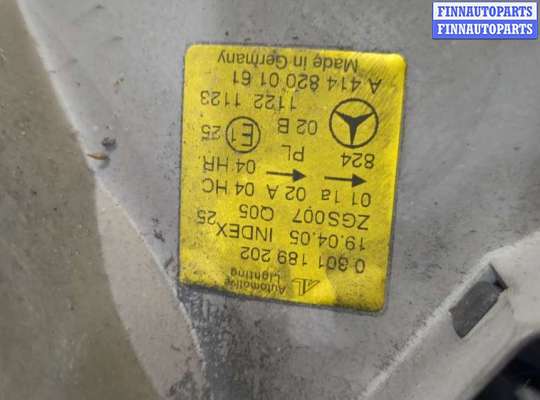 FINNAUTOPARTS
FINNAUTOPARTS
FINNAUTOPARTS
AL Automotive
Lighting
0 301 189 202
19.04.05 INDEX 25
ZGS007 Q05
01 1a 02 A 04 HC
04 HR
824 PL E1 25
02 B
1122 1123
A 414 820 01 61
Made in Germany